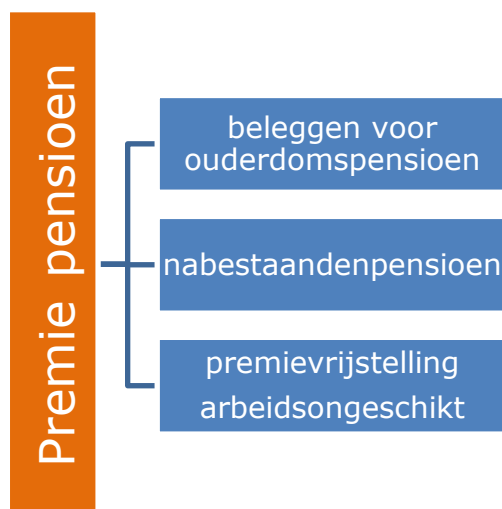 Premie pensioen
beleggen voor
ouderdomspensioen
nabestaandenpensioen
premievrijstelling
arbeidsongeschikt